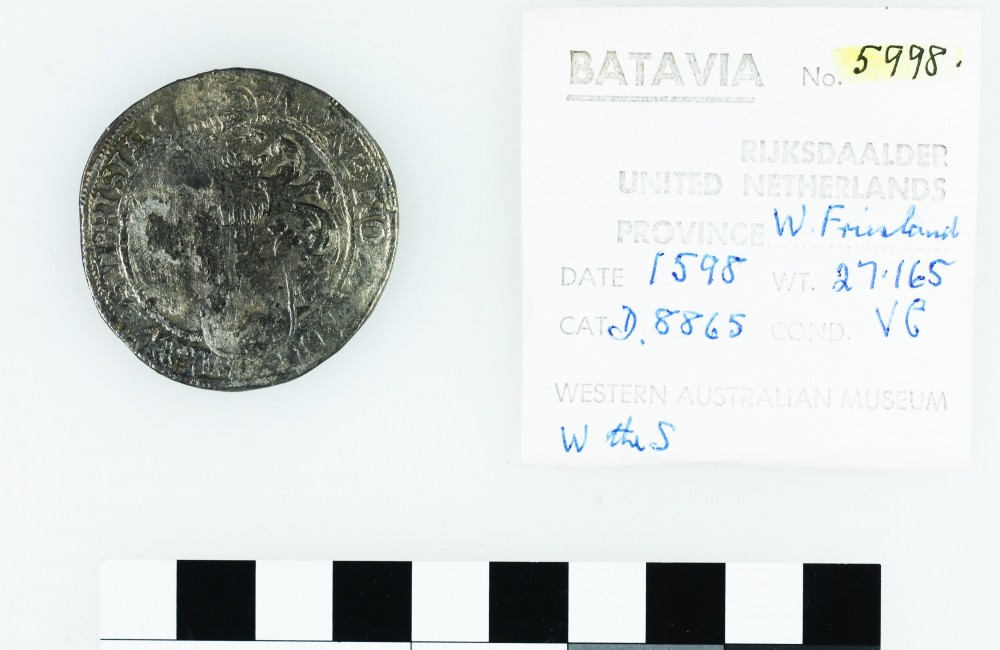 BATAVIA No. 5998.
RIJKSDAALDER
UNITED NETHERLANDS
PROVINCE W. Friesland
DATE 1598 WT. 27.165
CAT D. 8865 COND. VG
WESTERN AUSTRALIAN MUSEUM
W the S